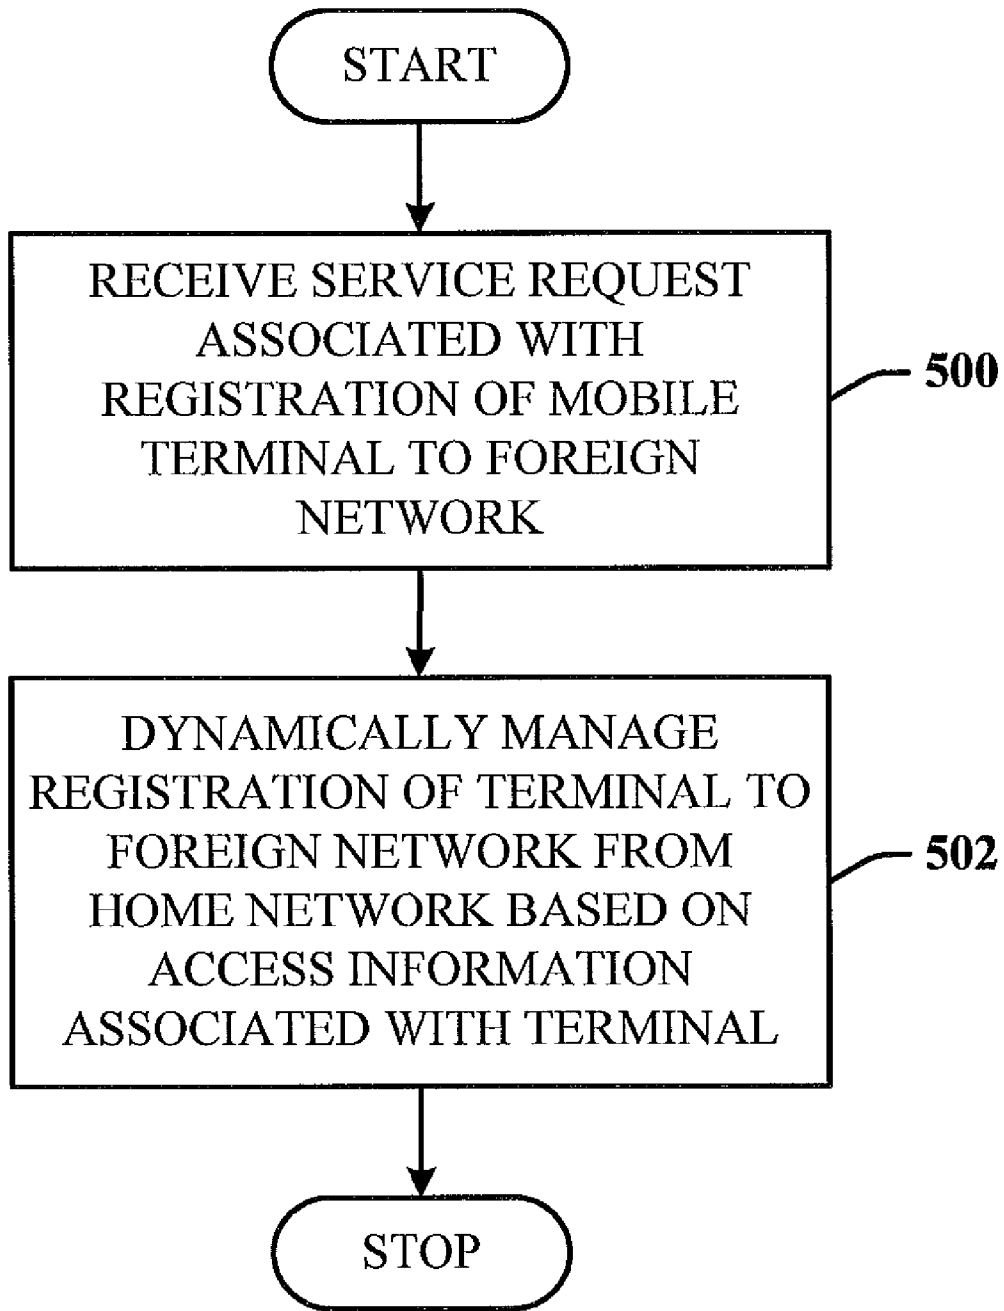 START
RECEIVE SERVICE REQUEST
ASSOCIATED WITH
REGISTRATION OF MOBILE
TERMINAL TO FOREIGN
NETWORK
500
DYNAMICALLY MANAGE
REGISTRATION OF TERMINAL TO
FOREIGN NETWORK FROM
HOME NETWORK BASED ON
ACCESS INFORMATION
ASSOCIATED WITH TERMINAL
502
STOP